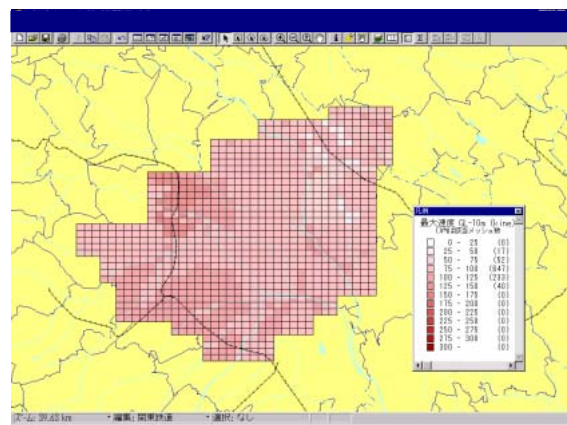 凡例
最大速度 GL-10m (kine)
( )内は該当メッシュ数
0 - 25 (0)
25 - 50 (17)
50 - 75 (52)
75 - 100 (647)
100 - 125 (233)
125 - 150 (40)
150 - 175 (0)
175 - 200 (0)
200 - 225 (0)
225 - 250 (0)
250 - 275 (0)
275 - 300 (0)
300 - (0)
ズーム: 39.63 km 編集: 関東鉄道 選択: なし